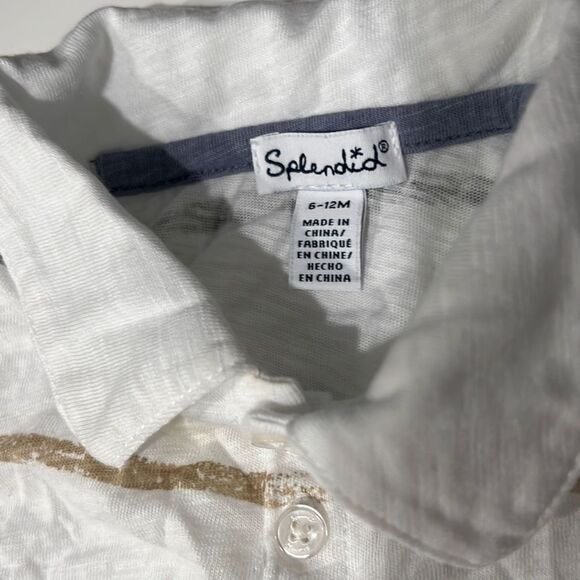 Splendid®
6-12M
MADE IN
CHINA/
FABRIQUÉ
EN CHINE/
HECHO
EN CHINA